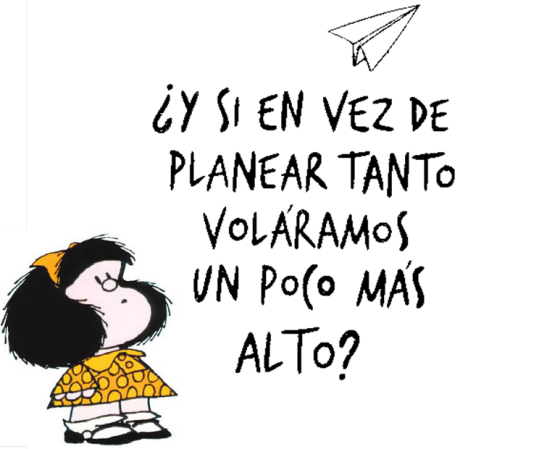 ¿Y SI EN VEZ DE
PLANEAR TANTO
VOLÁRAMOS
UN POCO MÁS
ALTO?